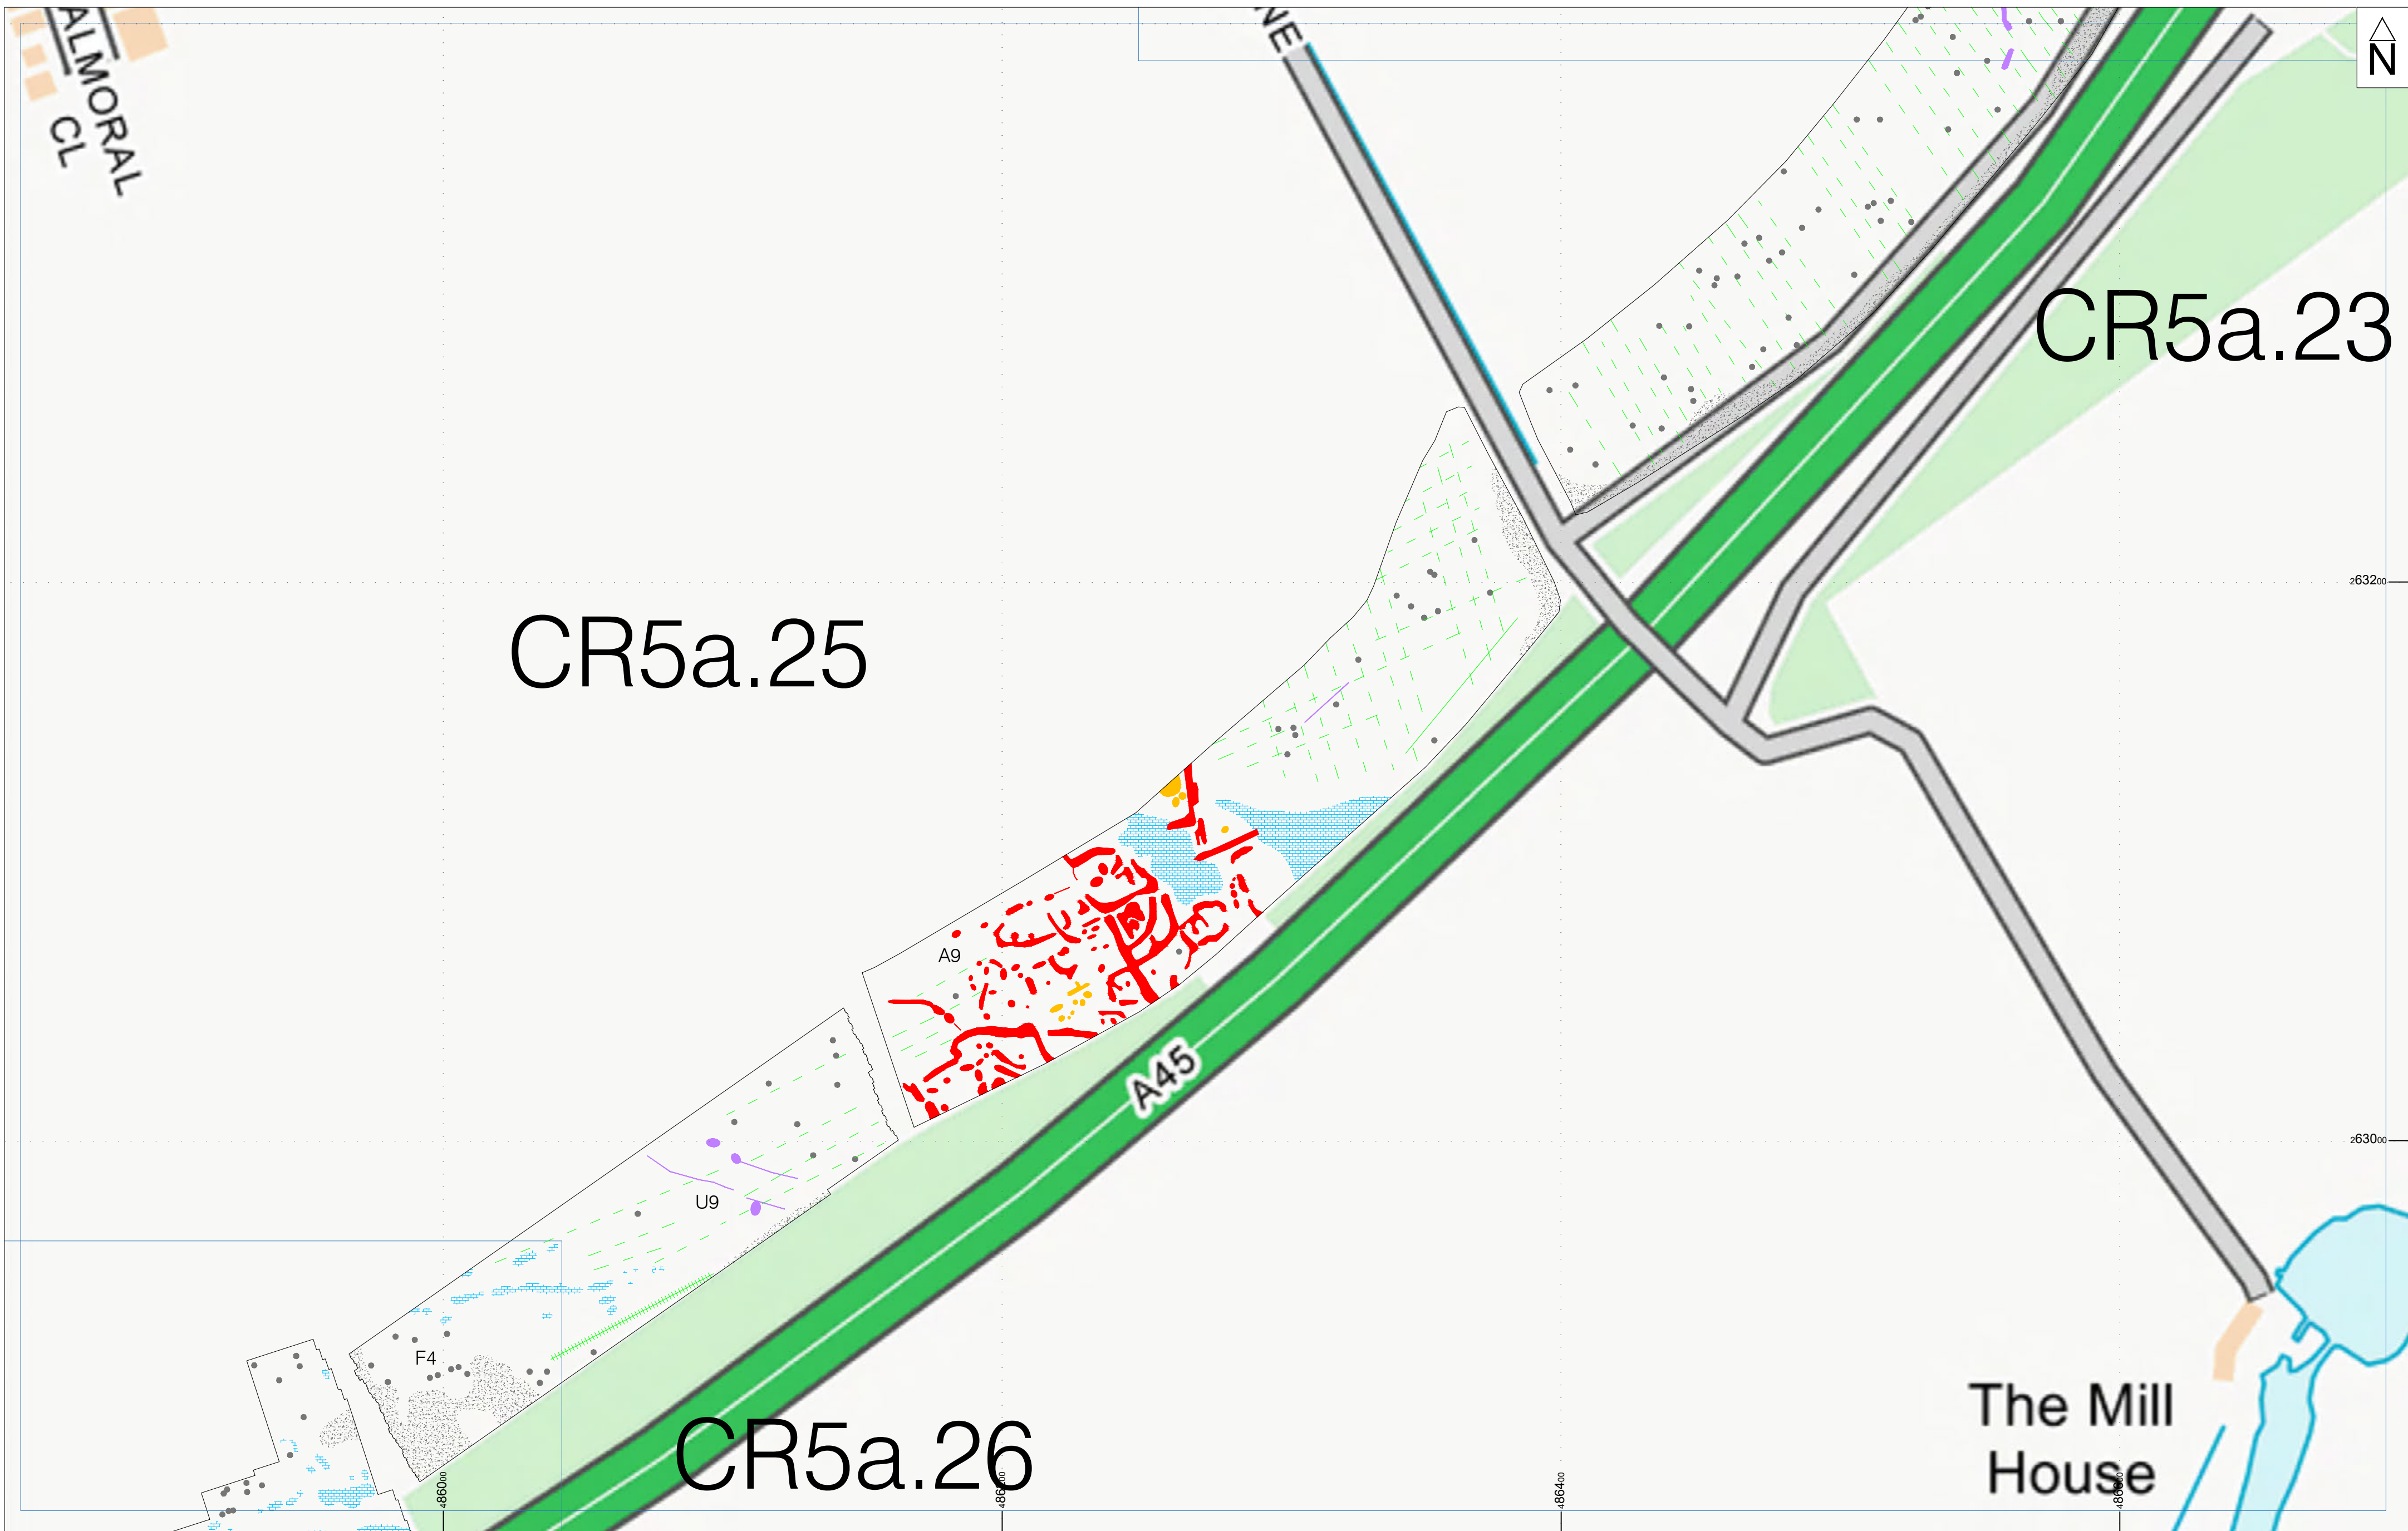 ALMORAL
CL
NE
N
CR5a.23
263200
CR5a.25
A9
A45
263000
U9
F4
CR5a.26
The Mill
House
486000
486400